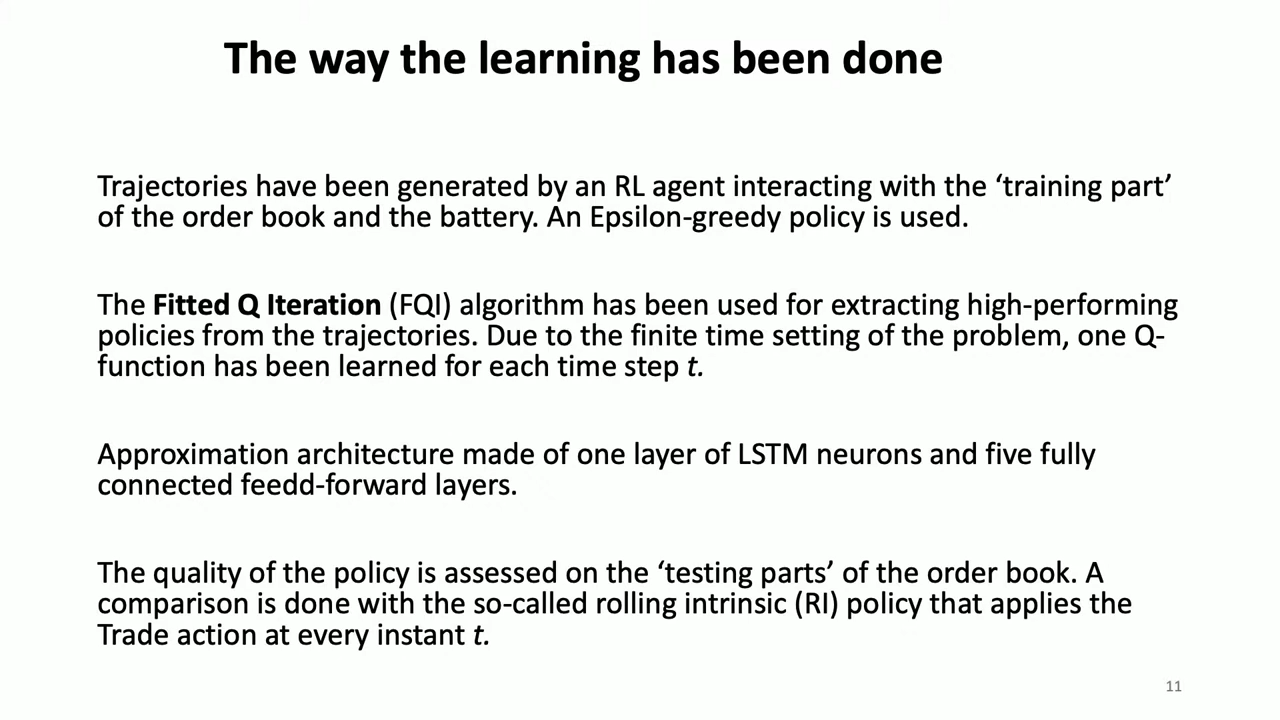 The way the learning has been done
Trajectories have been generated by an RL agent interacting with the ‘training part’
of the order book and the battery. An Epsilon-greedy policy is used.
The Fitted Q Iteration (FQI) algorithm has been used for extracting high-performing
policies from the trajectories. Due to the finite time setting of the problem, one Q-
function has been learned for each time step t.
Approximation architecture made of one layer of LSTM neurons and five fully
connected feedd-forward layers.
The quality of the policy is assessed on the ‘testing parts’ of the order book. A
comparison is done with the so-called rolling intrinsic (RI) policy that applies the
Trade action at every instant t.
11